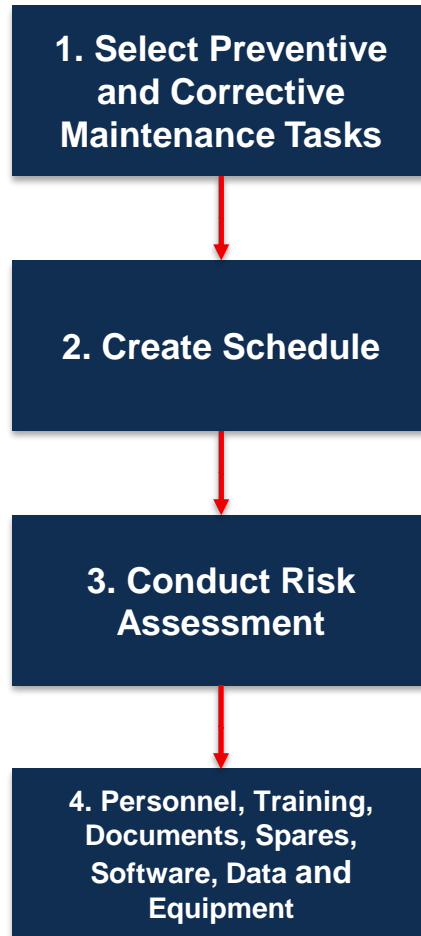 1. Select Preventive
and Corrective
Maintenance Tasks
2. Create Schedule
3. Conduct Risk
Assessment
4. Personnel, Training,
Documents, Spares,
Software, Data and
Equipment